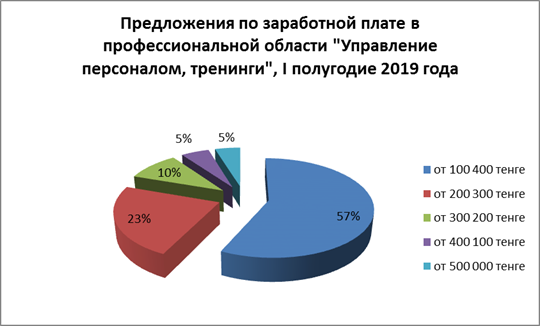 Предложения по заработной плате в
профессиональной области "Управление
персоналом, тренинги", I полугодие 2019 года
5%
5%
10%
23%
57%
от 100 400 тенге
от 200 300 тенге
от 300 200 тенге
от 400 100 тенге
от 500 000 тенге